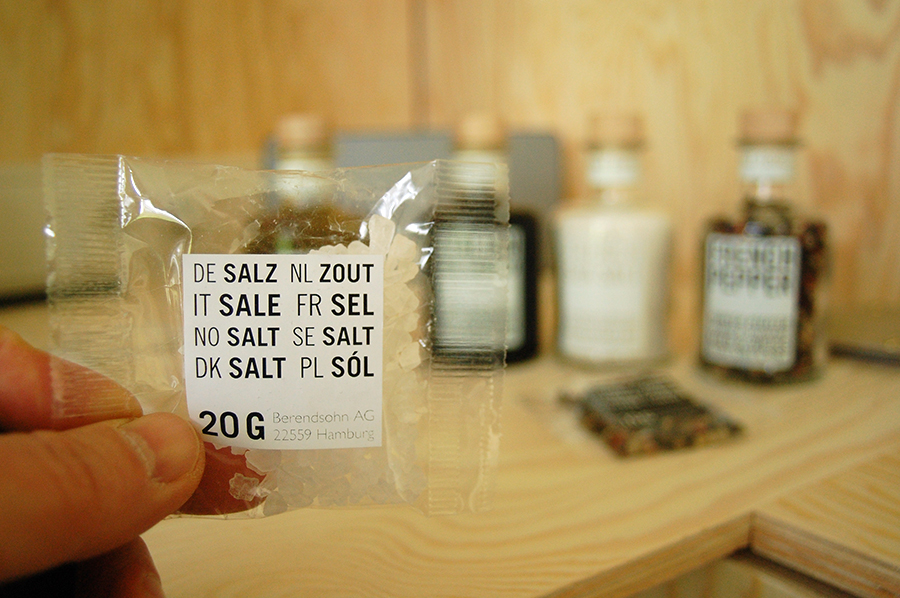 DE SALZ NL ZOUT
IT SALE FR SEL
NO SALT SE SALT
DK SALT PL SÓL
20 G Berendsohn AG
22559 Hamburg
PEPPER